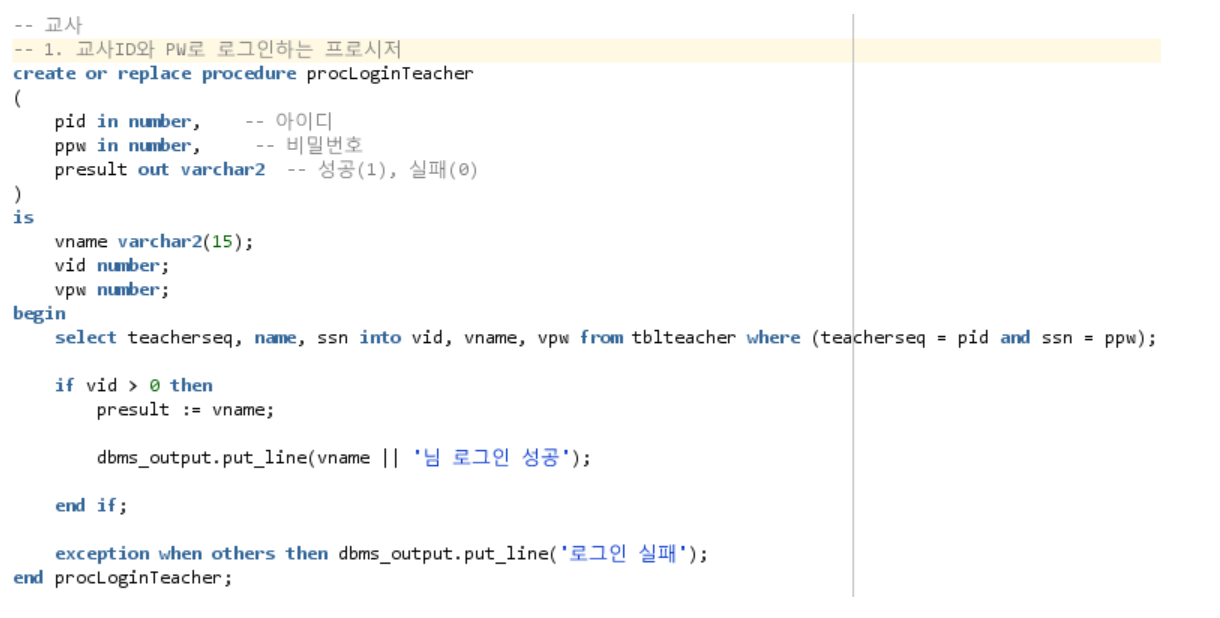 -- 교사
-- 1. 교사ID와 PW로 로그인하는 프로시저
create or replace procedure procLoginTeacher
(
    pid in number,    -- 아이디
    ppw in number,     -- 비밀번호
    presult out varchar2  -- 성공(1), 실패(0)
)
is
    vname varchar2(15);
    vid number;
    vpw number;
begin
    select teacherseq, name, ssn into vid, vname, vpw from tblteacher where (teacherseq = pid and ssn = ppw);
    if vid > 0 then
        presult := vname;
        dbms_output.put_line(vname || '님 로그인 성공');
    end if;
    exception when others then dbms_output.put_line('로그인 실패');
end procLoginTeacher;